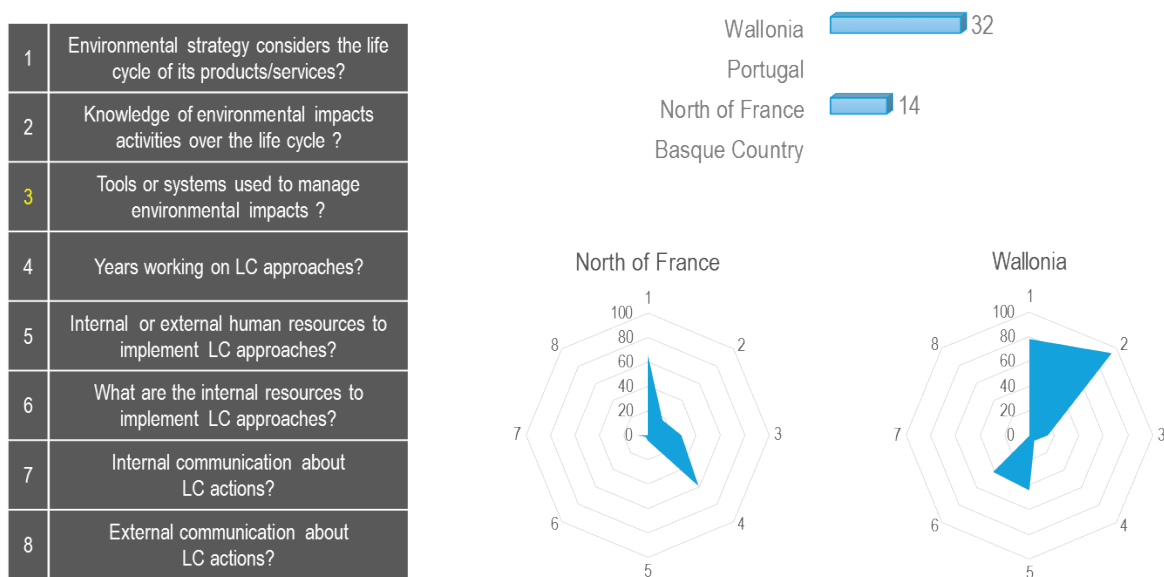 1
Environmental strategy considers the life
cycle of its products/services?
2
Knowledge of environmental impacts
activities over the life cycle ?
3
Tools or systems used to manage
environmental impacts ?
4
Years working on LC approaches?
5
Internal or external human resources to
implement LC approaches?
6
What are the internal resources to
implement LC approaches?
7
Internal communication about
LC actions?
8
External communication about
LC actions?
Wallonia 32
Portugal
North of France 14
Basque Country
North of France
1
2
3
4
5
6
7
8
100
80
60
40
20
0
Wallonia
1
2
3
4
5
6
7
8
100
80
60
40
20
0